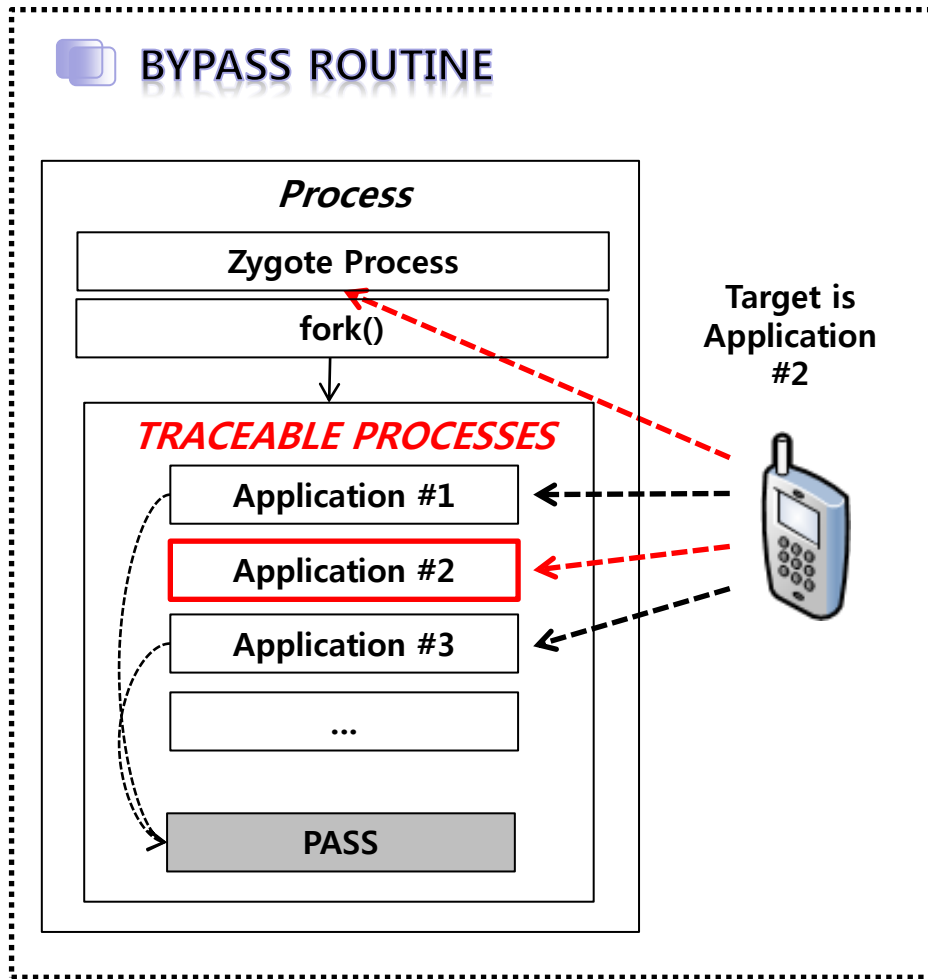 BYPASS ROUTINE
Process
Zygote Process
fork()
Target is
Application
#2
TRACEABLE PROCESSES
Application #1
Application #2
Application #3
...
PASS